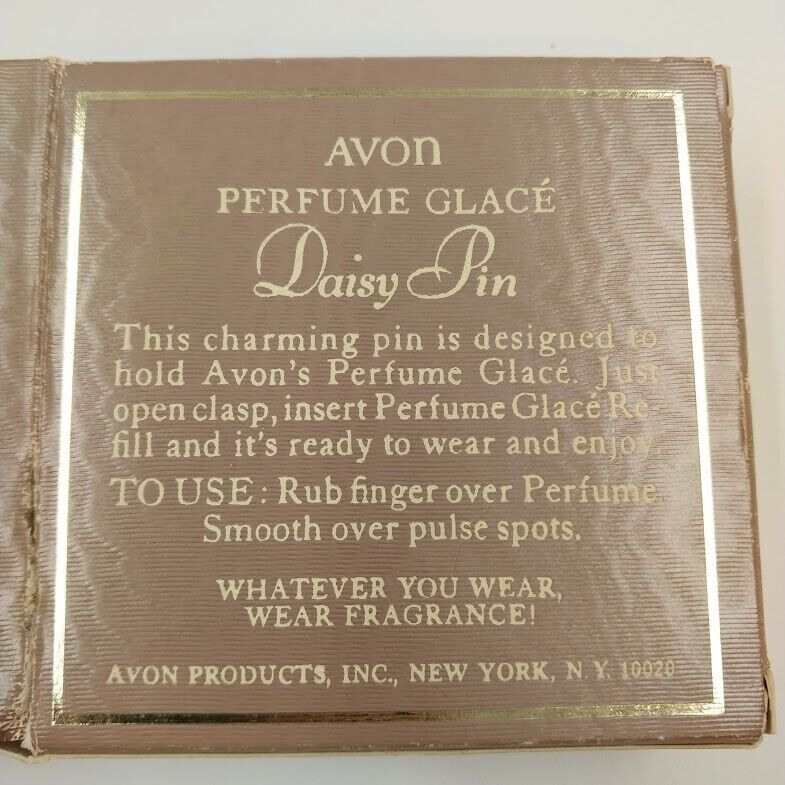 AVON
PERFUME GLACÉ
Daisy Pin
This charming pin is designed to
hold Avon's Perfume Glacé. Just
open clasp, insert Perfume Glacé Re-
fill and it's ready to wear and enjoy.
TO USE: Rub finger over Perfume.
Smooth over pulse spots.
WHATEVER YOU WEAR,
WEAR FRAGRANCE!
AVON PRODUCTS, INC., NEW YORK, N.Y. 10020